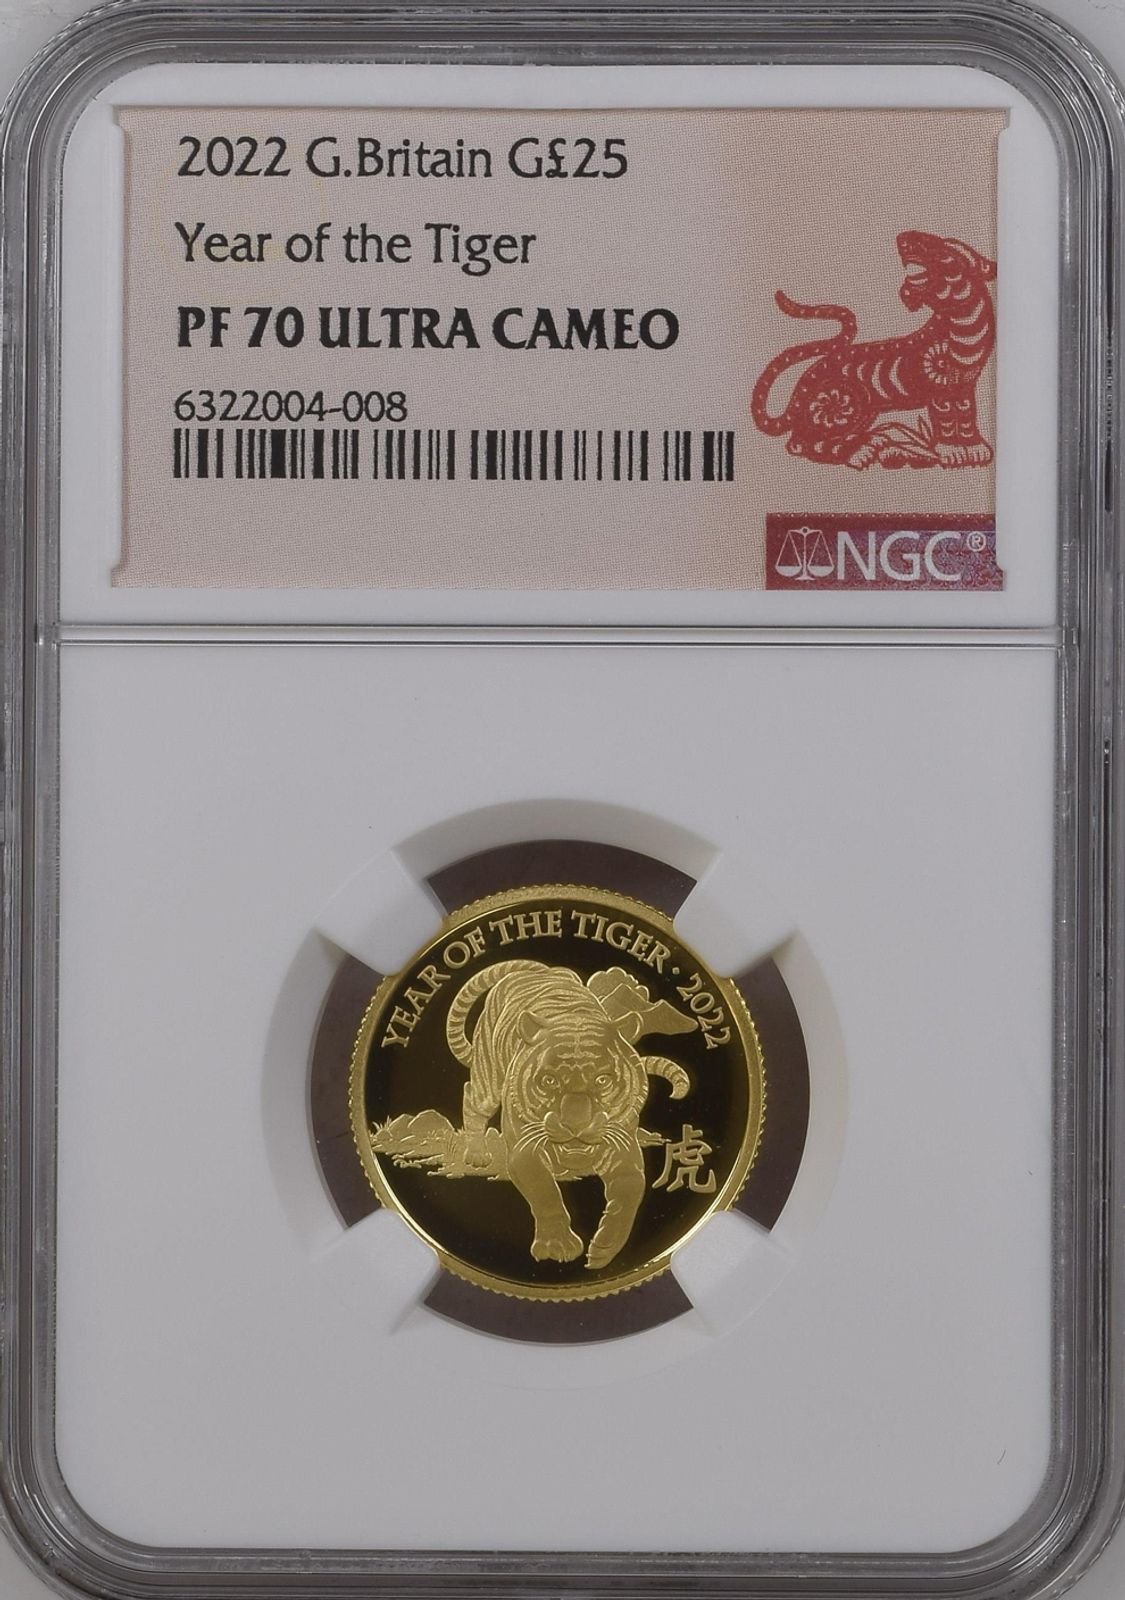 2022 G.Britain G£25
Year of the Tiger
PF 70 ULTRA CAMEO
6322004-008
NGC®
YEAR OF THE TIGER · 2022
虎